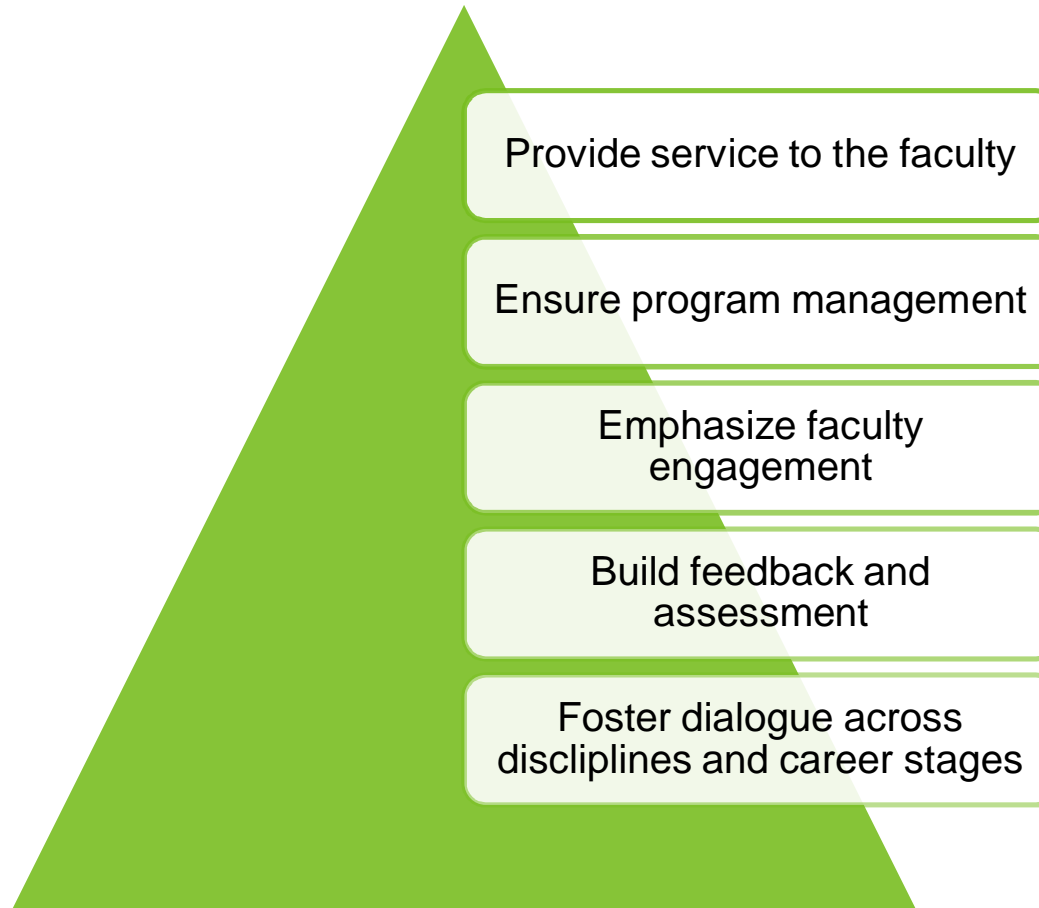 Provide service to the faculty
Ensure program management
Emphasize faculty
engagement
Build feedback and
assessment
Foster dialogue across
discliplines and career stages